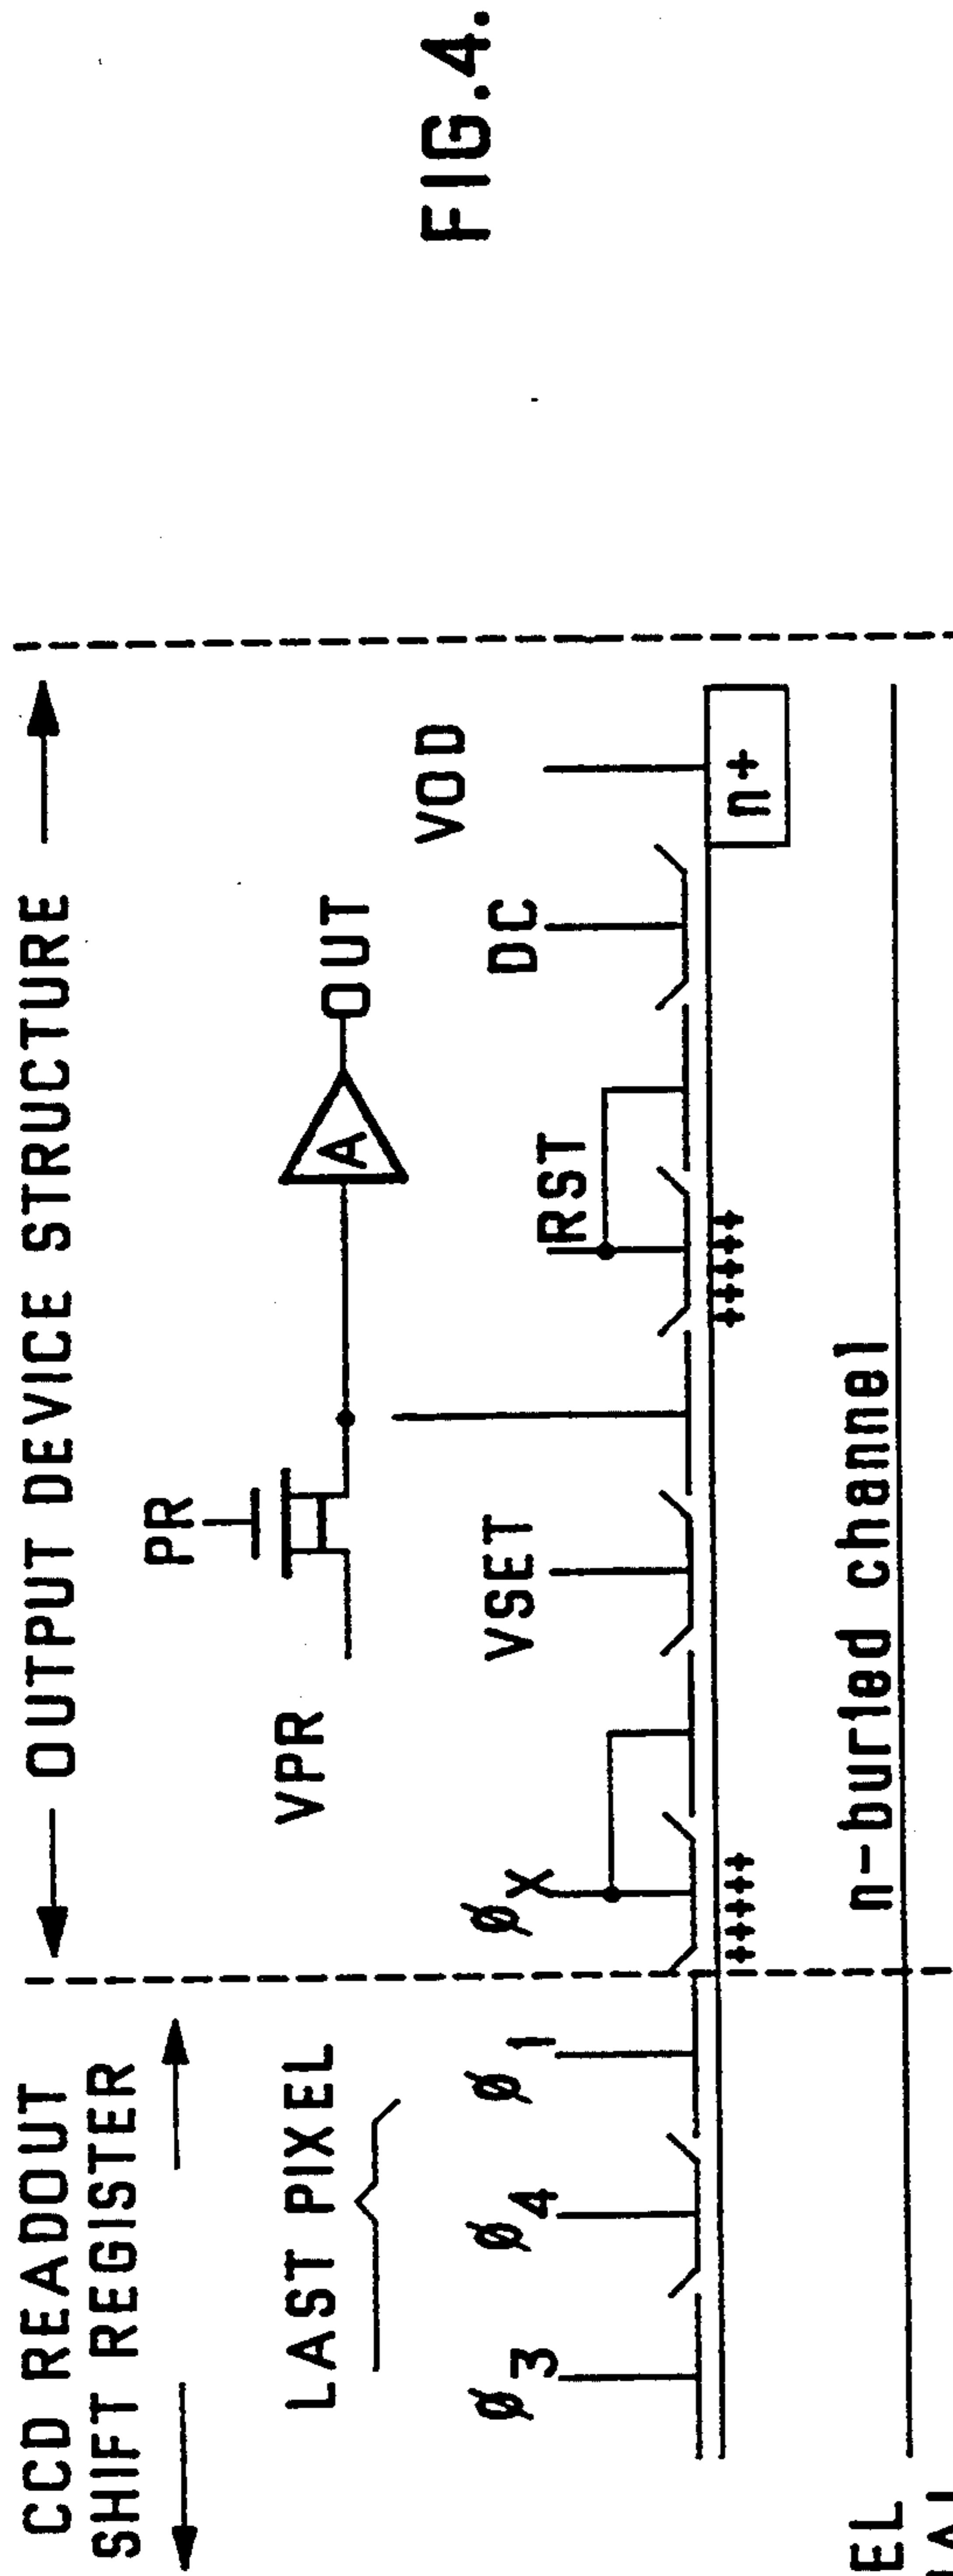 CCD READOUT
SHIFT REGISTER
OUTPUT DEVICE STRUCTURE
LAST PIXEL
PR
VPR
A
OUT
ø3
ø4
ø1
øX
VSET
RST
DC
VOD
+++++
+++++
n+
n-buried channel
EL
FIG.4.